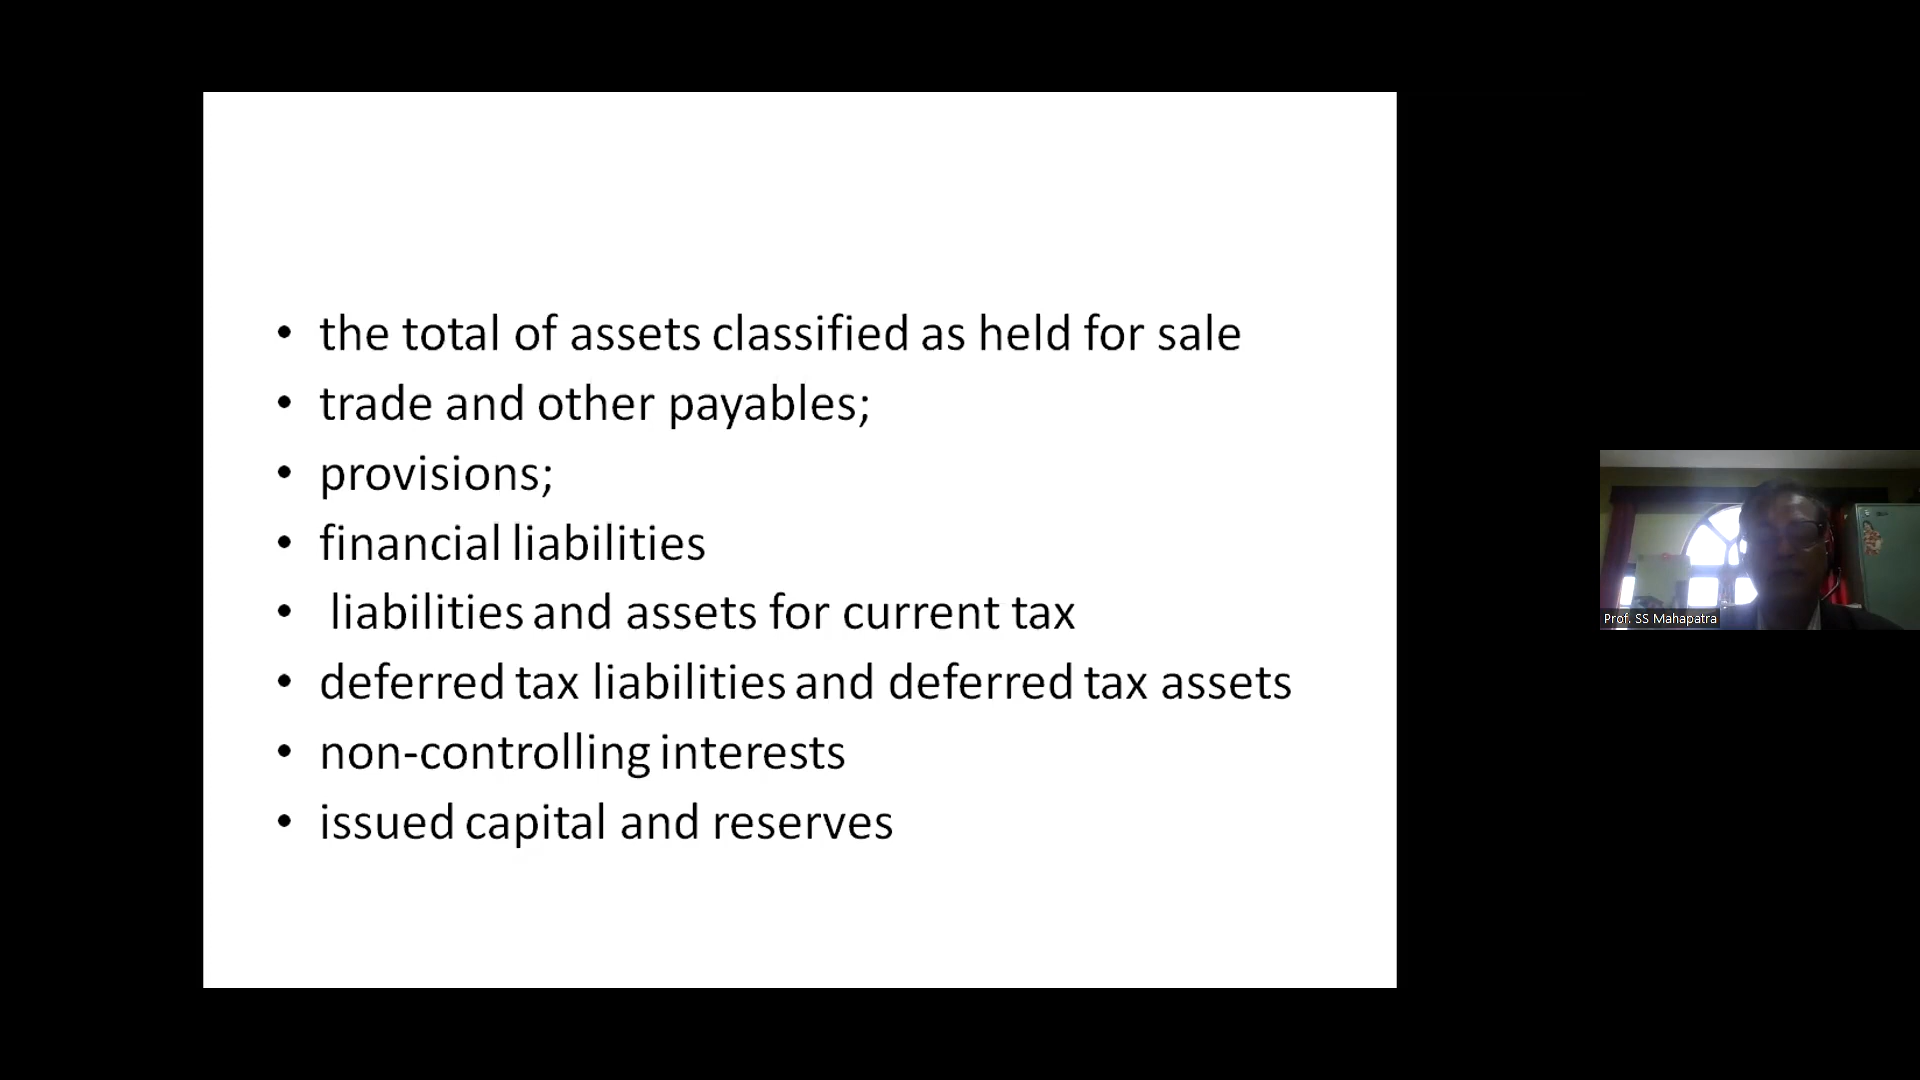 • the total of assets classified as held for sale
• trade and other payables;
• provisions;
• financial liabilities
• liabilities and assets for current tax
• deferred tax liabilities and deferred tax assets
• non-controlling interests
• issued capital and reserves
Prof. SS Mahapatra